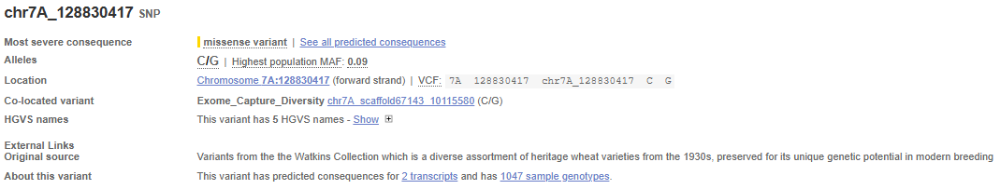 chr7A_128830417 SNP
Most severe consequence missense variant | See all predicted consequences
Alleles C/G | Highest population MAF: 0.09
Location Chromosome 7A:128830417 (forward strand) | VCF: 7A 128830417 chr7A_128830417 C G
Co-located variant Exome_Capture_Diversity chr7A_scaffold67143_10115580 (C/G)
HGVS names This variant has 5 HGVS names - Show
External Links
Original source Variants from the the Watkins Collection which is a diverse assortment of heritage wheat varieties from the 1930s, preserved for its unique genetic potential in modern breeding
About this variant This variant has predicted consequences for 2 transcripts and has 1047 sample genotypes.